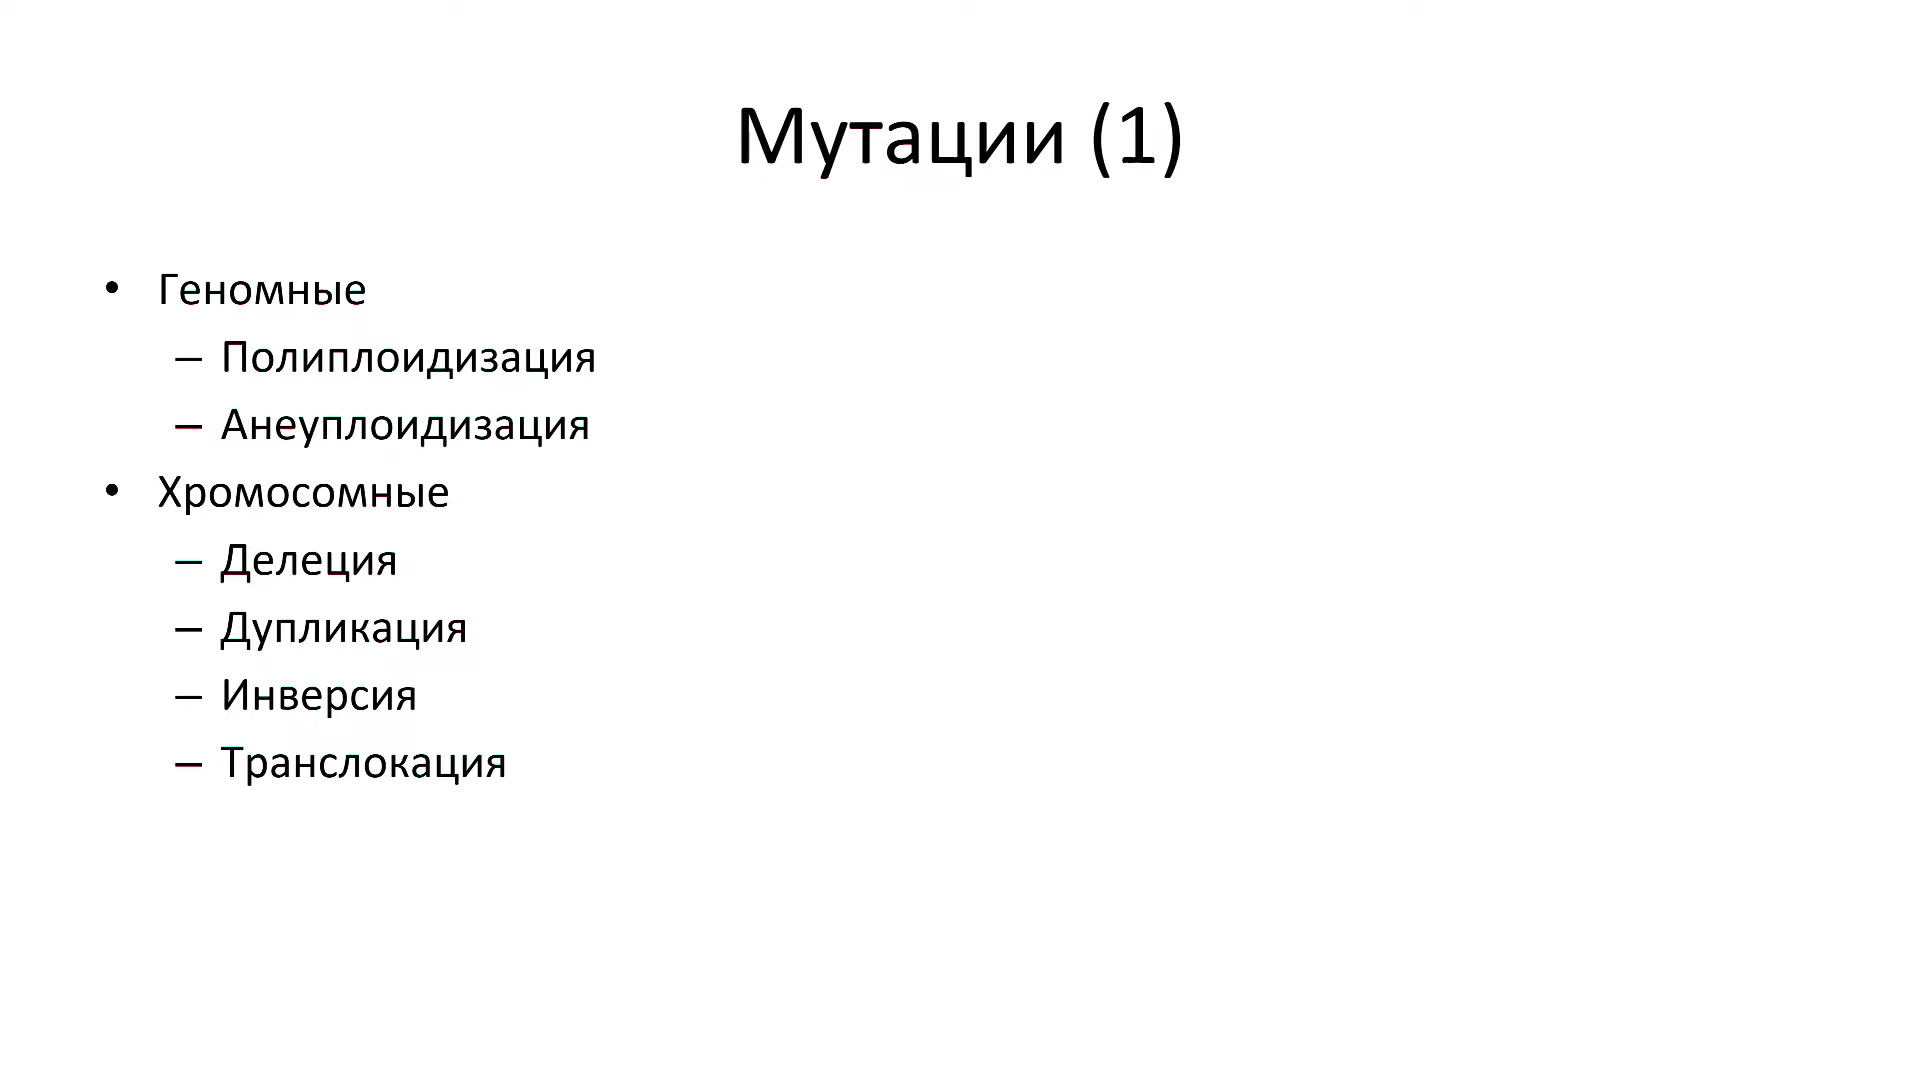 Мутации (1)
• Геномные
– Полиплоидизация
– Анеуплоидизация
• Хромосомные
– Делеция
– Дупликация
– Инверсия
– Транслокация